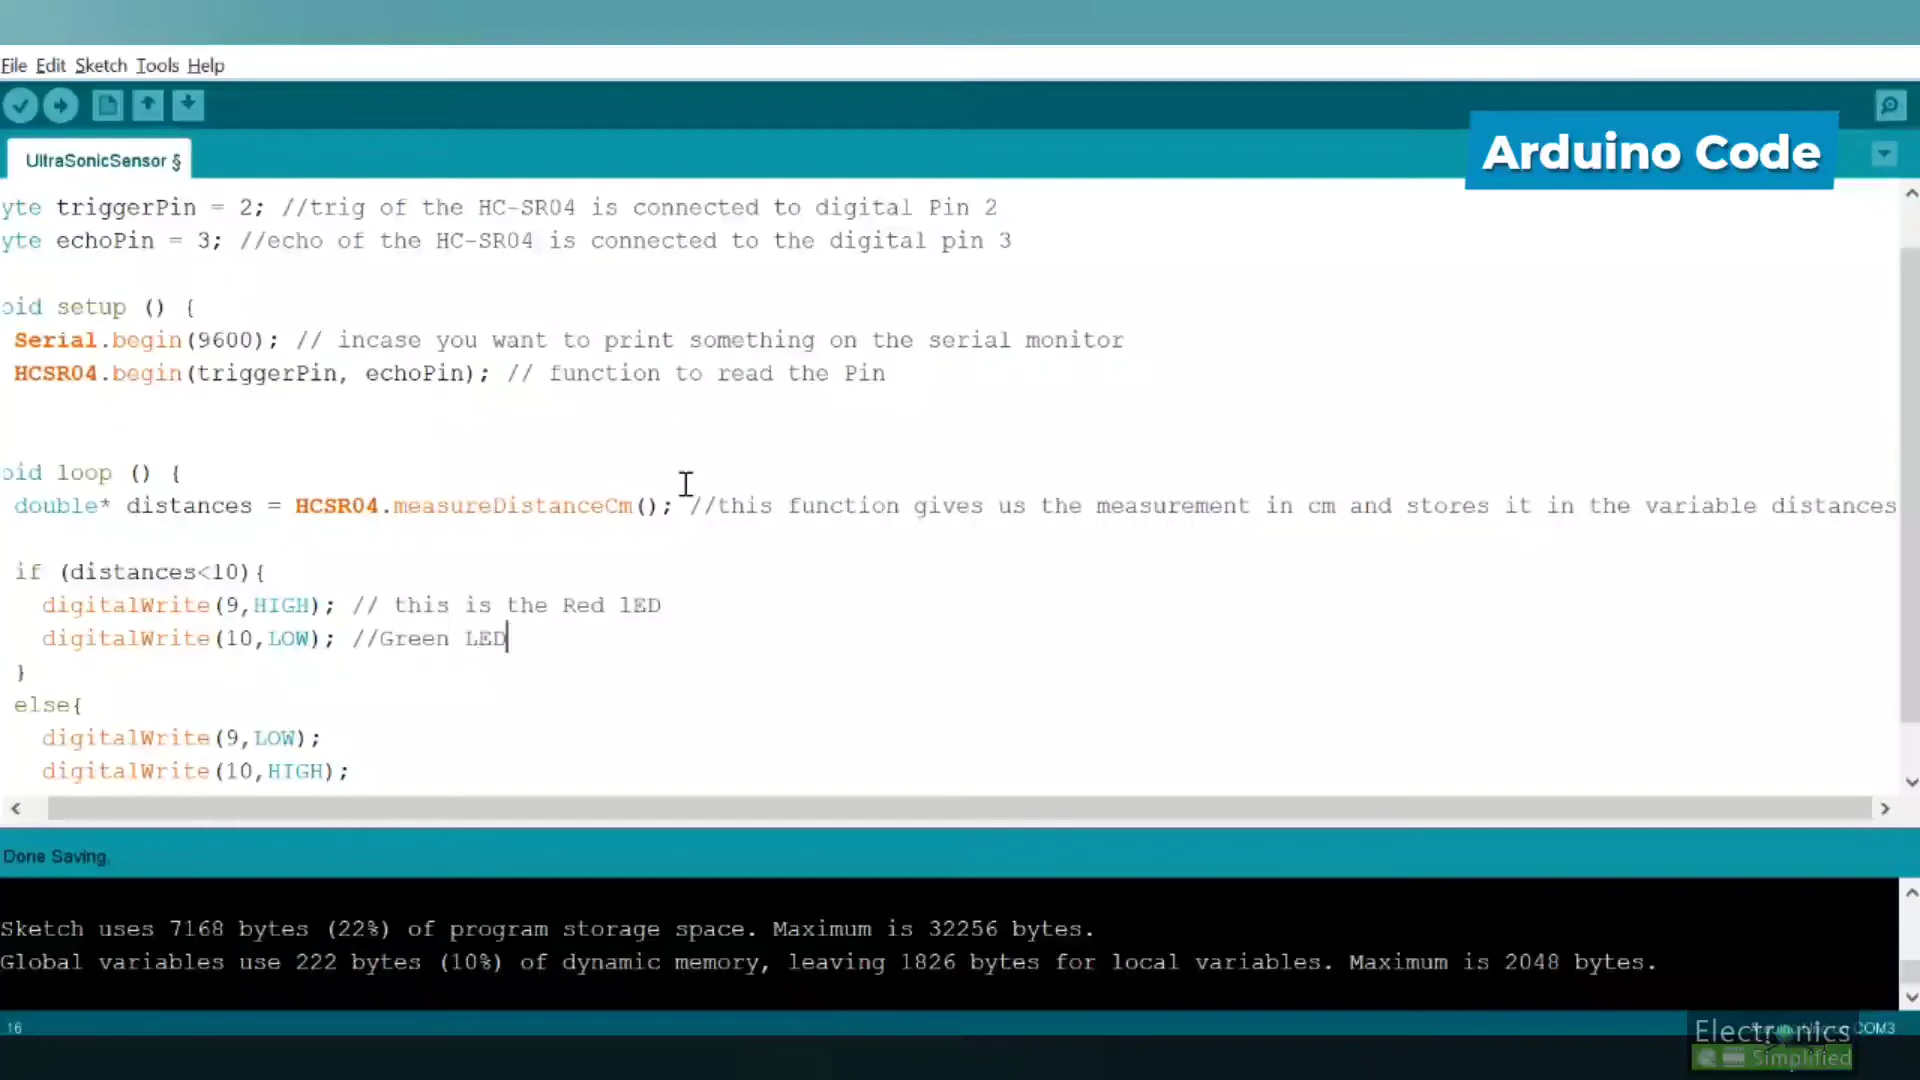 File Edit Sketch Tools Help
Arduino Code
UltraSonicSensor §
yte triggerPin = 2; //trig of the HC-SR04 is connected to digital Pin 2
yte echoPin = 3; //echo of the HC-SR04 is connected to the digital pin 3
oid setup () {
Serial.begin(9600); // incase you want to print something on the serial monitor
HCSR04.begin(triggerPin, echoPin); // function to read the Pin
oid loop () {
double* distances = HCSR04.measureDistanceCm(); //this function gives us the measurement in cm and stores it in the variable distances
if (distances<10){
digitalWrite(9,HIGH); // this is the Red lED
digitalWrite(10,LOW); //Green LED
}
else{
digitalWrite(9,LOW);
digitalWrite(10,HIGH);
Done Saving.
Sketch uses 7168 bytes (22%) of program storage space. Maximum is 32256 bytes.
Global variables use 222 bytes (10%) of dynamic memory, leaving 1826 bytes for local variables. Maximum is 2048 bytes.
16
COM3
Electronics
Simplified